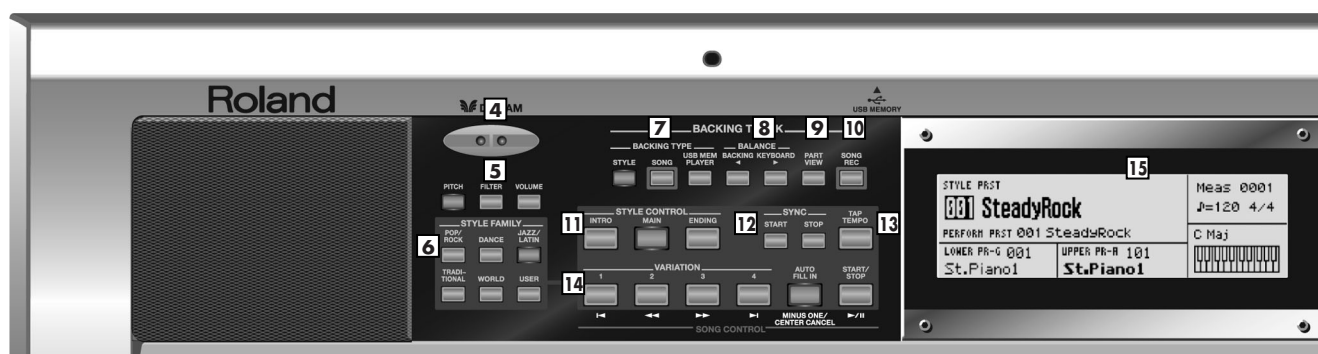 Roland
USB MEMORY
4
D AM
7 BACKING T 8 K 9 10
BACKING TYPE BALANCE
STYLE SONG USB MEM PLAYER BACKING KEYBOARD PART VIEW SONG REC
5
PITCH FILTER VOLUME
STYLE FAMILY
6
POP/ROCK DANCE JAZZ/LATIN
TRADI-TIONAL WORLD USER
STYLE CONTROL SYNC
11 INTRO MAIN ENDING 12 START STOP TAP TEMPO 13
VARIATION
14 1 2 3 4 AUTO FILL IN START/STOP
MINUS ONE/CENTER CANCEL
SONG CONTROL
15
STYLE PRST
001 SteadyRock
PERFORM PRST 001 SteadyRock
LOWER PR-G 001 UPPER PR-A 101
St.Piano1 St.Piano1
Meas 0001
♪=120 4/4
C Maj